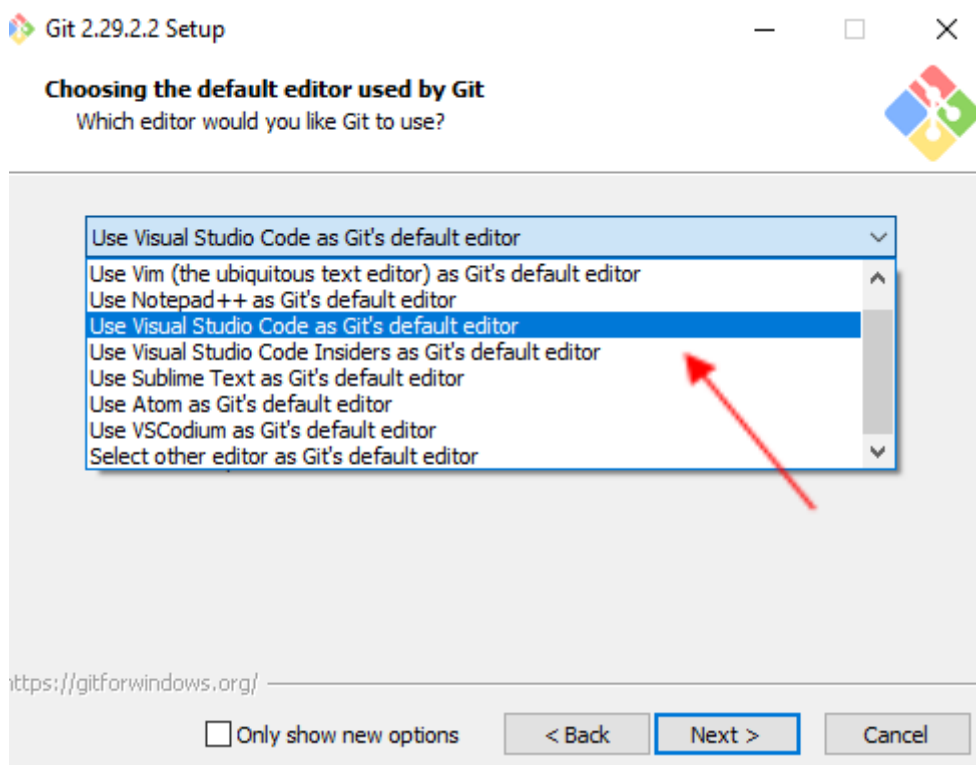 Git 2.29.2.2 Setup
Choosing the default editor used by Git
Which editor would you like Git to use?
Use Visual Studio Code as Git's default editor
Use Vim (the ubiquitous text editor) as Git's default editor
Use Notepad++ as Git's default editor
Use Visual Studio Code as Git's default editor
Use Visual Studio Code Insiders as Git's default editor
Use Sublime Text as Git's default editor
Use Atom as Git's default editor
Use VSCodium as Git's default editor
Select other editor as Git's default editor
https://gitforwindows.org/
Only show new options
< Back
Next >
Cancel